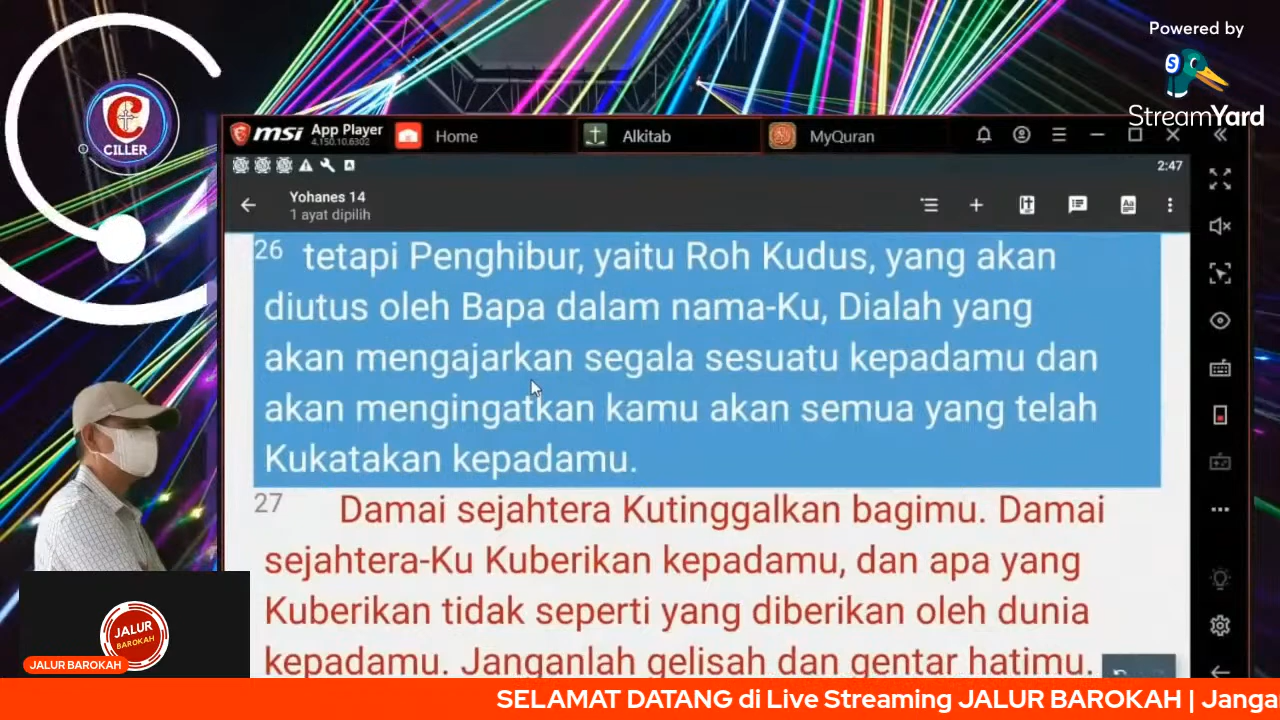 Powered by
StreamYard
C
CILLER
msi App Player
4.150.10.6302
Home
Alkitab
MyQuran
2:47
Yohanes 14
1 ayat dipilih
26 tetapi Penghibur, yaitu Roh Kudus, yang akan
diutus oleh Bapa dalam nama-Ku, Dialah yang
akan mengajarkan segala sesuatu kepadamu dan
akan mengingatkan kamu akan semua yang telah
Kukatakan kepadamu.
27 Damai sejahtera Kutinggalkan bagimu. Damai
sejahtera-Ku Kuberikan kepadamu, dan apa yang
Kuberikan tidak seperti yang diberikan oleh dunia
kepadamu. Janganlah gelisah dan gentar hatimu.
JALUR
BAROKAH
JALUR BAROKAH
SELAMAT DATANG di Live Streaming JALUR BAROKAH | Janga